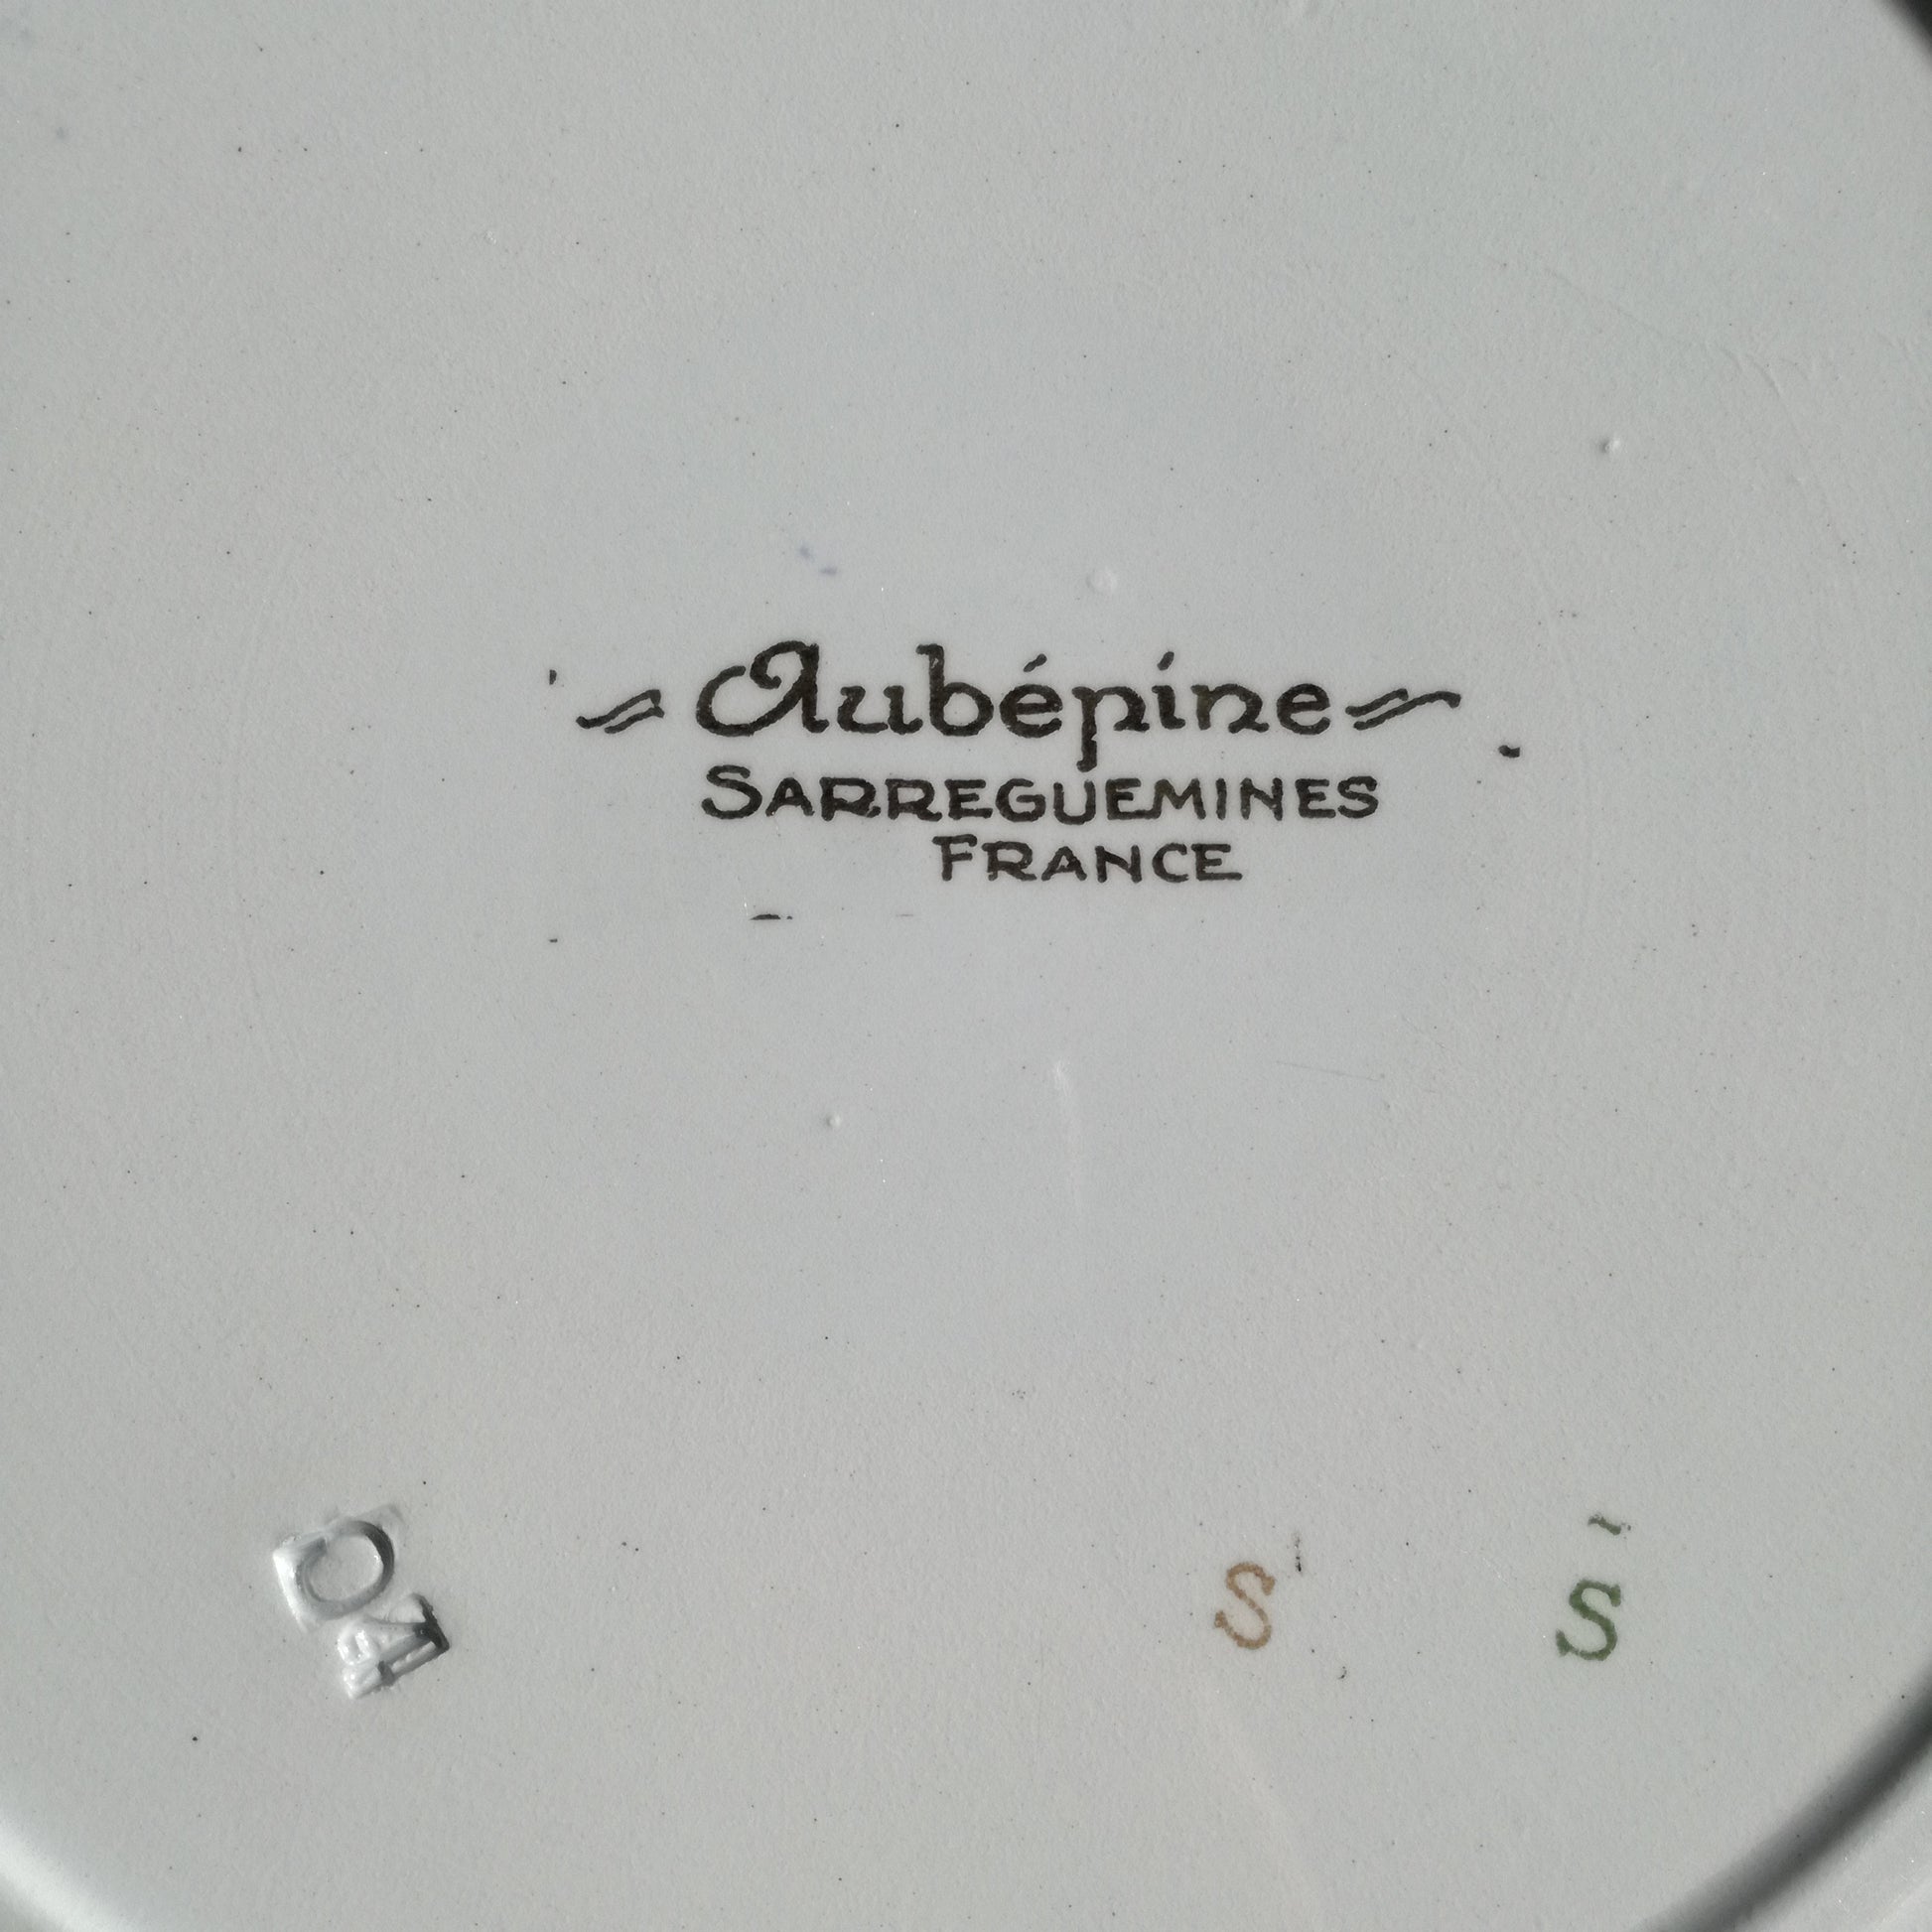 Aubépine
SARREGUEMINES
FRANCE
S
S